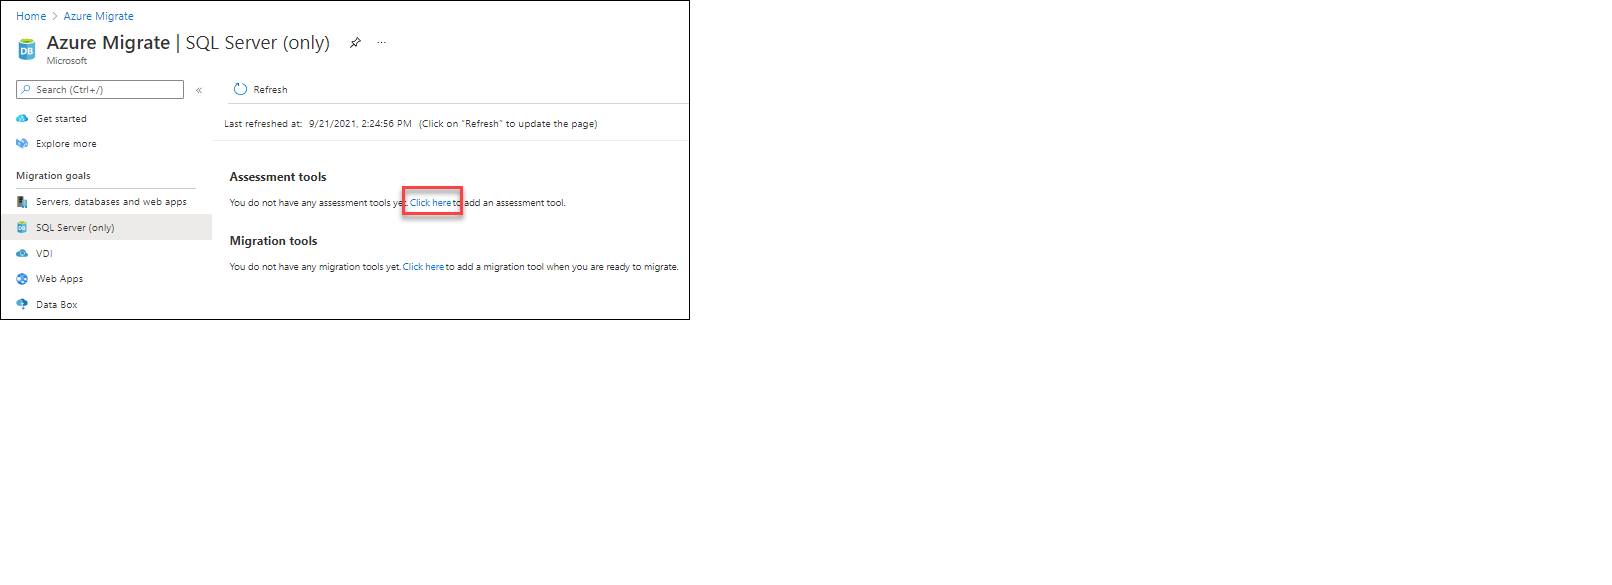 Home > Azure Migrate
Azure Migrate | SQL Server (only) ...
Microsoft
Search (Ctrl+/) «
Get started
Explore more
Migration goals
Servers, databases and web apps
SQL Server (only)
VDI
Web Apps
Data Box
Refresh
Last refreshed at: 9/21/2021, 2:24:56 PM (Click on "Refresh" to update the page)
Assessment tools
You do not have any assessment tools yet. Click here to add an assessment tool.
Migration tools
You do not have any migration tools yet. Click here to add a migration tool when you are ready to migrate.